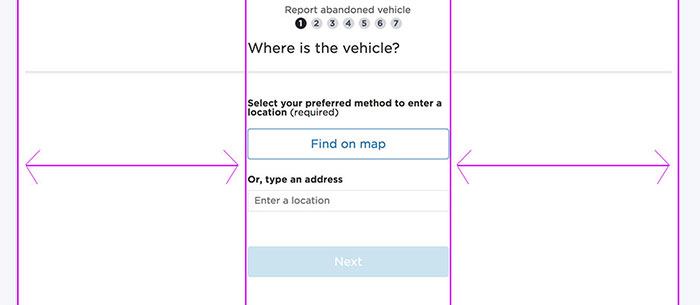 Report abandoned vehicle
1 2 3 4 5 6 7
Where is the vehicle?
Select your preferred method to enter a
location (required)
Find on map
Or, type an address
Enter a location
Next